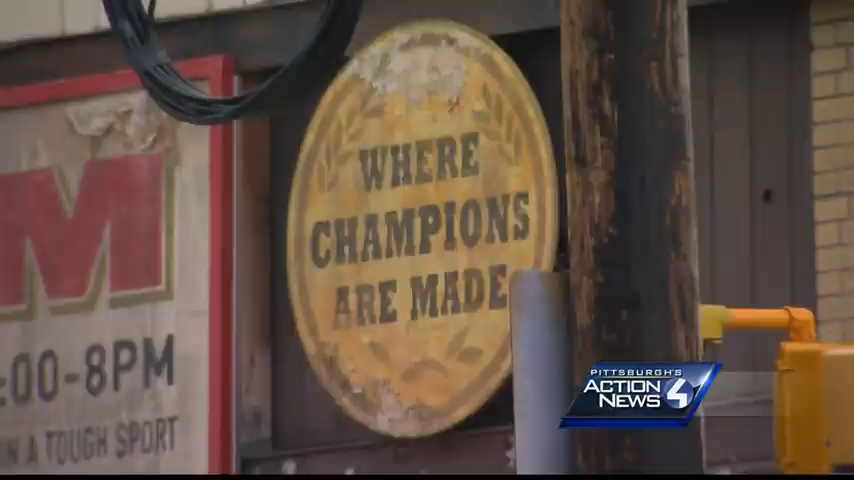 M
:00-8PM
N A TOUGH SPORT
WHERE
CHAMPIONS
ARE MADE
PITTSBURGH'S
ACTION
NEWS 4